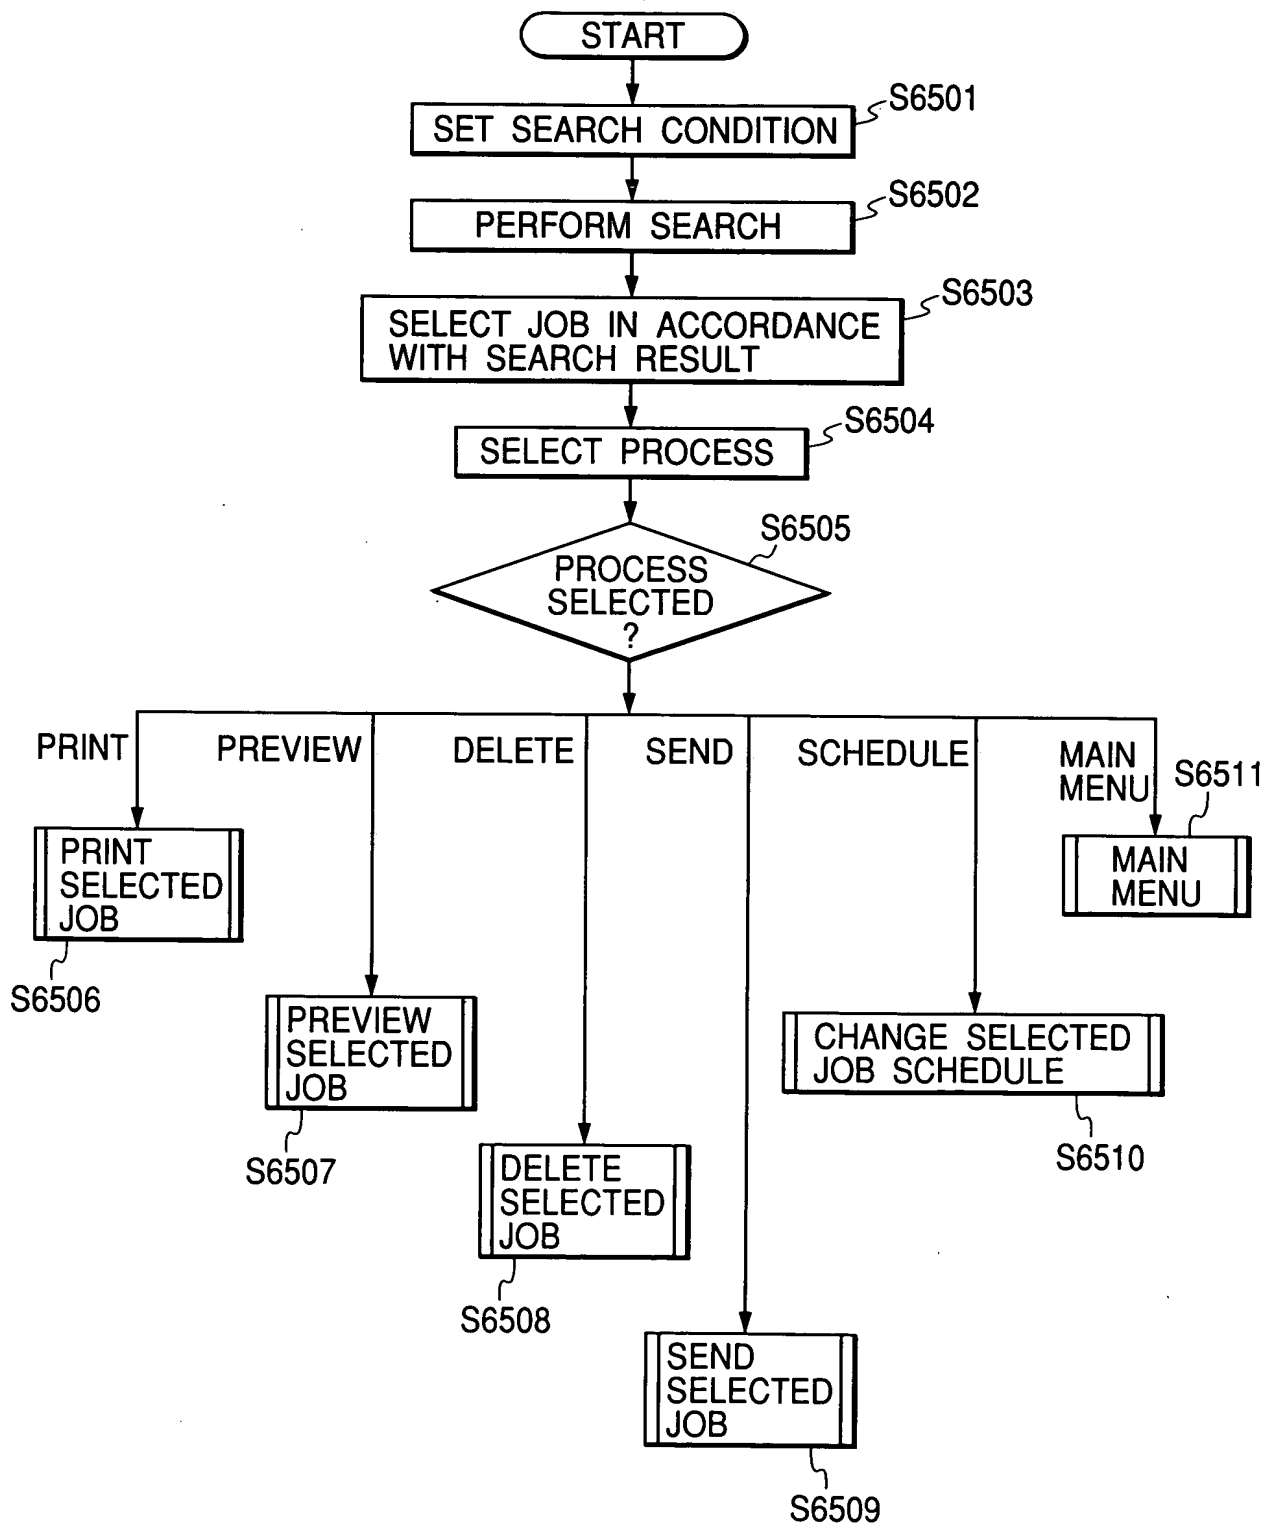 START
S6501
SET SEARCH CONDITION
S6502
PERFORM SEARCH
S6503
SELECT JOB IN ACCORDANCE
WITH SEARCH RESULT
S6504
SELECT PROCESS
S6505
PROCESS
SELECTED
?
PRINT
PREVIEW
DELETE
SEND
SCHEDULE
MAIN
MENU
S6511
PRINT
SELECTED
JOB
S6506
MAIN
MENU
PREVIEW
SELECTED
JOB
S6507
CHANGE SELECTED
JOB SCHEDULE
S6510
DELETE
SELECTED
JOB
S6508
SEND
SELECTED
JOB
S6509